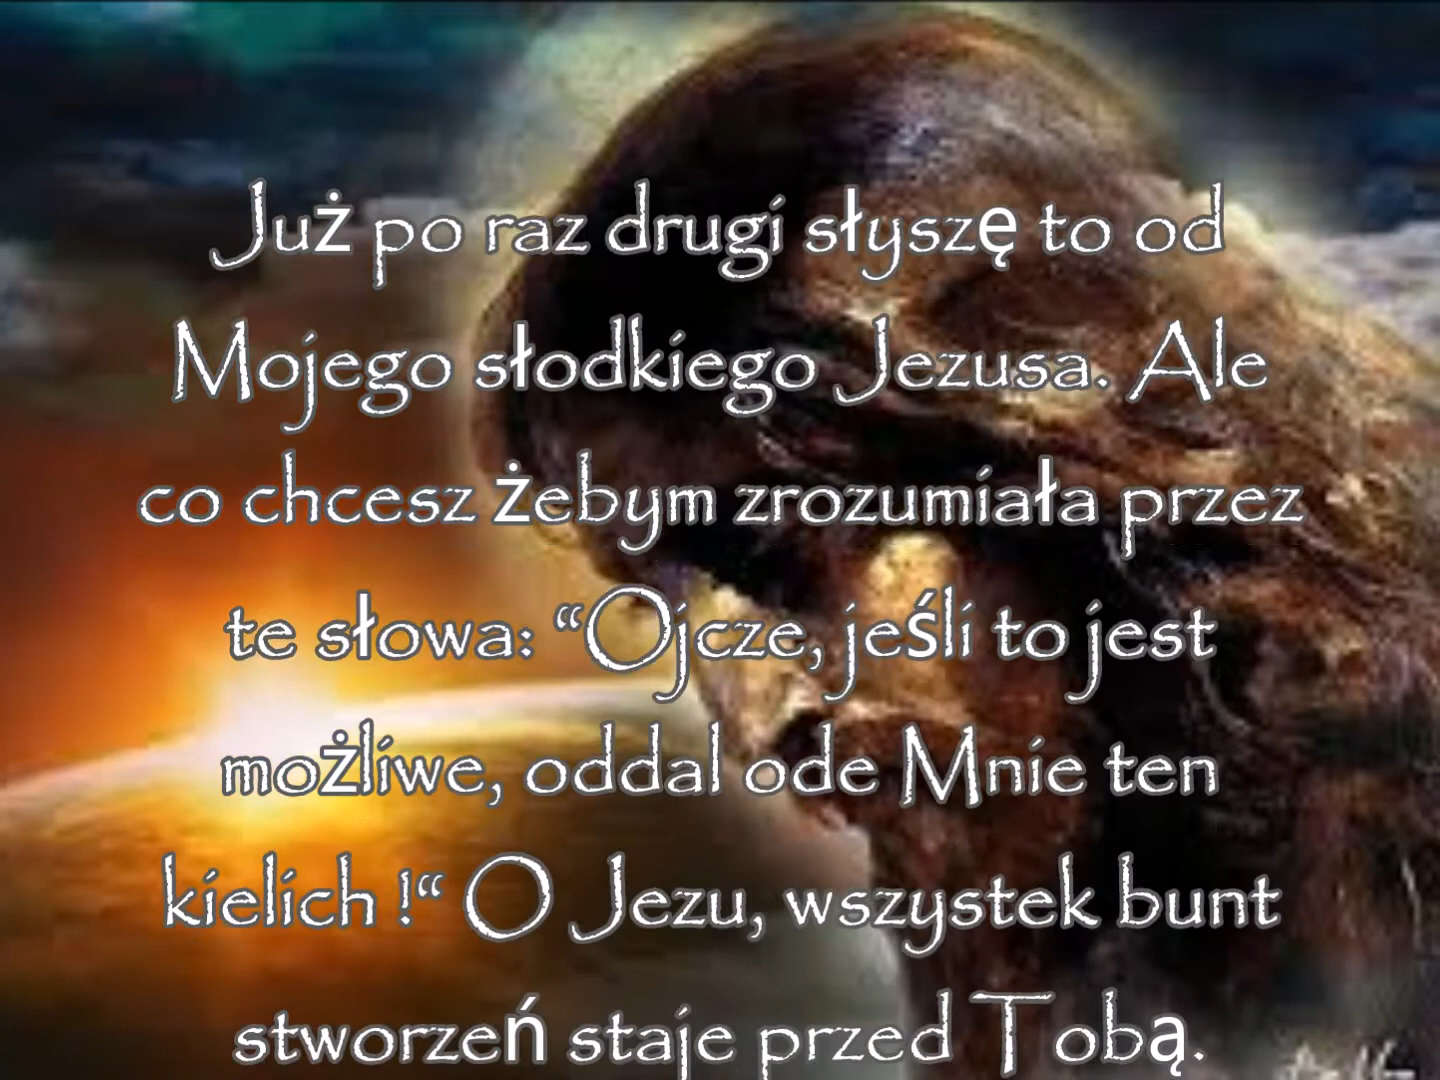 Już po raz drugi słyszę to od
Mojego słodkiego Jezusa. Ale
co chcesz żebym zrozumiała przez
te słowa: “Ojcze, jeśli to jest
możliwe, oddal ode Mnie ten
kielich !“ O Jezu, wszystek bunt
stworzeń staje przed Tobą.